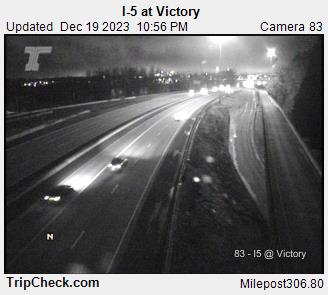 I-5 at Victory
Updated Dec 19 2023 10:56 PM Camera 83
N
83 - I5 @ Victory
TripCheck.com Milepost306.80